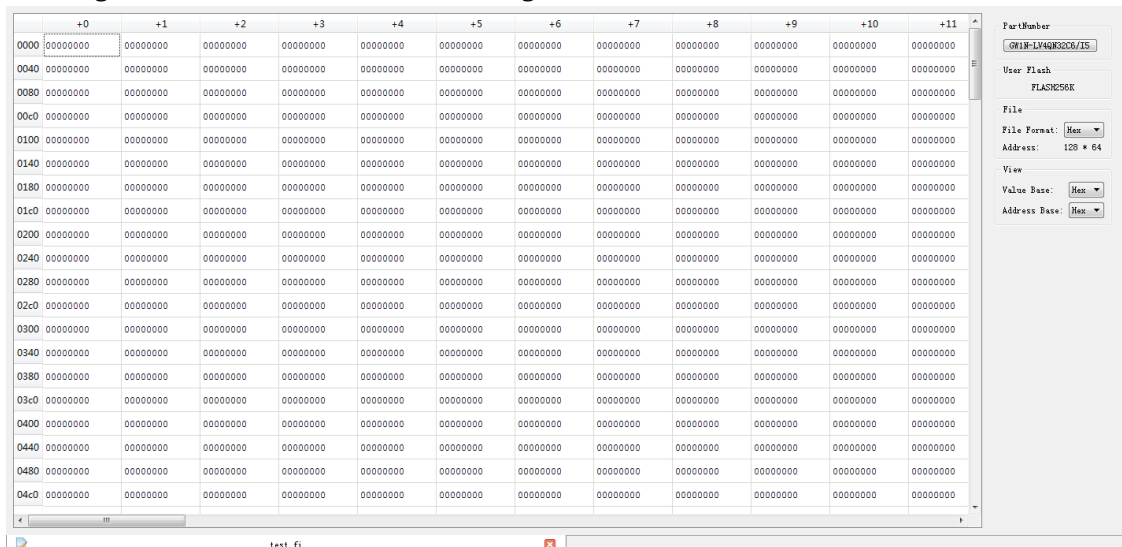 +0 +1 +2 +3 +4 +5 +6 +7 +8 +9 +10 +11
0000 00000000 00000000 00000000 00000000 00000000 00000000 00000000 00000000 00000000 00000000 00000000 00000000
0040 00000000 00000000 00000000 00000000 00000000 00000000 00000000 00000000 00000000 00000000 00000000 00000000
0080 00000000 00000000 00000000 00000000 00000000 00000000 00000000 00000000 00000000 00000000 00000000 00000000
00c0 00000000 00000000 00000000 00000000 00000000 00000000 00000000 00000000 00000000 00000000 00000000 00000000
0100 00000000 00000000 00000000 00000000 00000000 00000000 00000000 00000000 00000000 00000000 00000000 00000000
0140 00000000 00000000 00000000 00000000 00000000 00000000 00000000 00000000 00000000 00000000 00000000 00000000
0180 00000000 00000000 00000000 00000000 00000000 00000000 00000000 00000000 00000000 00000000 00000000 00000000
01c0 00000000 00000000 00000000 00000000 00000000 00000000 00000000 00000000 00000000 00000000 00000000 00000000
0200 00000000 00000000 00000000 00000000 00000000 00000000 00000000 00000000 00000000 00000000 00000000 00000000
0240 00000000 00000000 00000000 00000000 00000000 00000000 00000000 00000000 00000000 00000000 00000000 00000000
0280 00000000 00000000 00000000 00000000 00000000 00000000 00000000 00000000 00000000 00000000 00000000 00000000
02c0 00000000 00000000 00000000 00000000 00000000 00000000 00000000 00000000 00000000 00000000 00000000 00000000
0300 00000000 00000000 00000000 00000000 00000000 00000000 00000000 00000000 00000000 00000000 00000000 00000000
0340 00000000 00000000 00000000 00000000 00000000 00000000 00000000 00000000 00000000 00000000 00000000 00000000
0380 00000000 00000000 00000000 00000000 00000000 00000000 00000000 00000000 00000000 00000000 00000000 00000000
03c0 00000000 00000000 00000000 00000000 00000000 00000000 00000000 00000000 00000000 00000000 00000000 00000000
0400 00000000 00000000 00000000 00000000 00000000 00000000 00000000 00000000 00000000 00000000 00000000 00000000
0440 00000000 00000000 00000000 00000000 00000000 00000000 00000000 00000000 00000000 00000000 00000000 00000000
0480 00000000 00000000 00000000 00000000 00000000 00000000 00000000 00000000 00000000 00000000 00000000 00000000
04c0 00000000 00000000 00000000 00000000 00000000 00000000 00000000 00000000 00000000 00000000 00000000 00000000
PartNumber
GW1N-LV4QN32C6/I5
User Flash
FLASH256K
File
File Format: Hex
Address: 128 * 64
View
Value Base: Hex
Address Base: Hex
test.fi